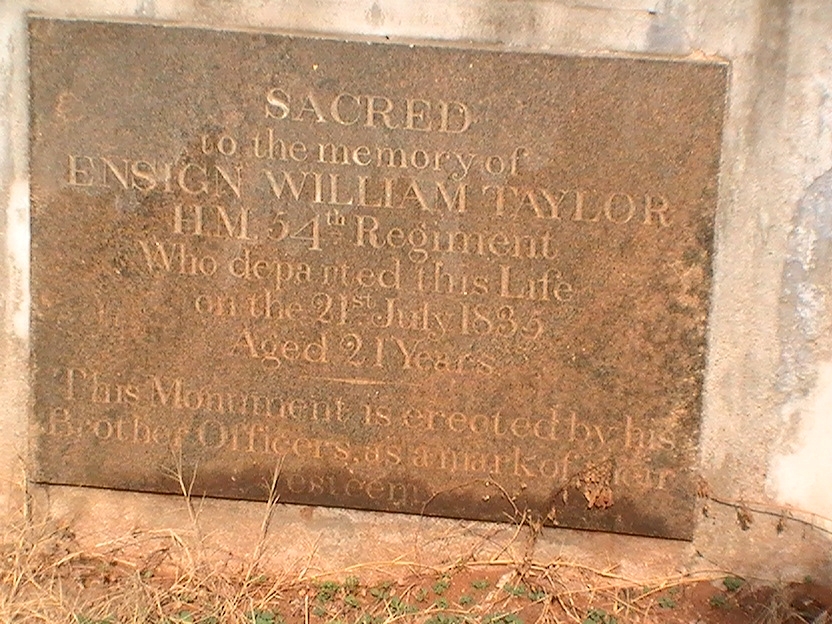 SACRED
to the memory of
ENSIGN WILLIAM TAYLOR
H.M. 54th Regiment
Who departed this Life
on the 21st July 1835
Aged 21 Years
This Monument is erected by his
Brother Officers, as a mark of their
esteem